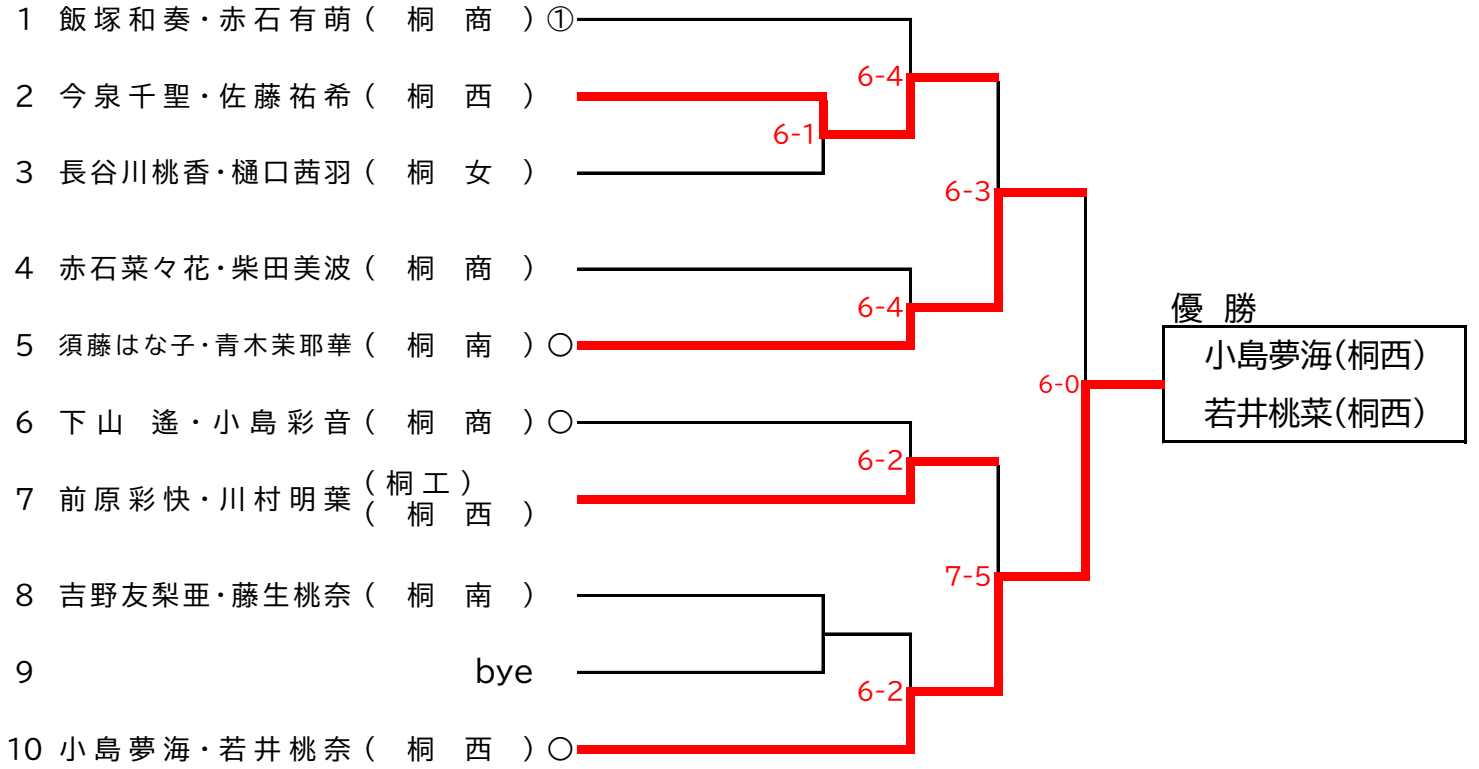 1 飯塚和奏・赤石有萌(桐商)①
6-4
2 今泉千聖・佐藤祐希(桐西)
6-1
3 長谷川桃香・樋口茜羽(桐女)
6-3
4 赤石菜々花・柴田美波(桐商)
6-4
優勝
5 須藤はな子・青木茉耶華(桐南)○
小島夢海(桐西)
6-0
若井桃菜(桐西)
6 下山 遙・小島彩音(桐商)○
6-2
(桐工)
7 前原彩快・川村明葉
(桐西)
7-5
8 吉野友梨亜・藤生桃奈(桐南)
9 bye
6-2
10 小島夢海・若井桃奈(桐西)○